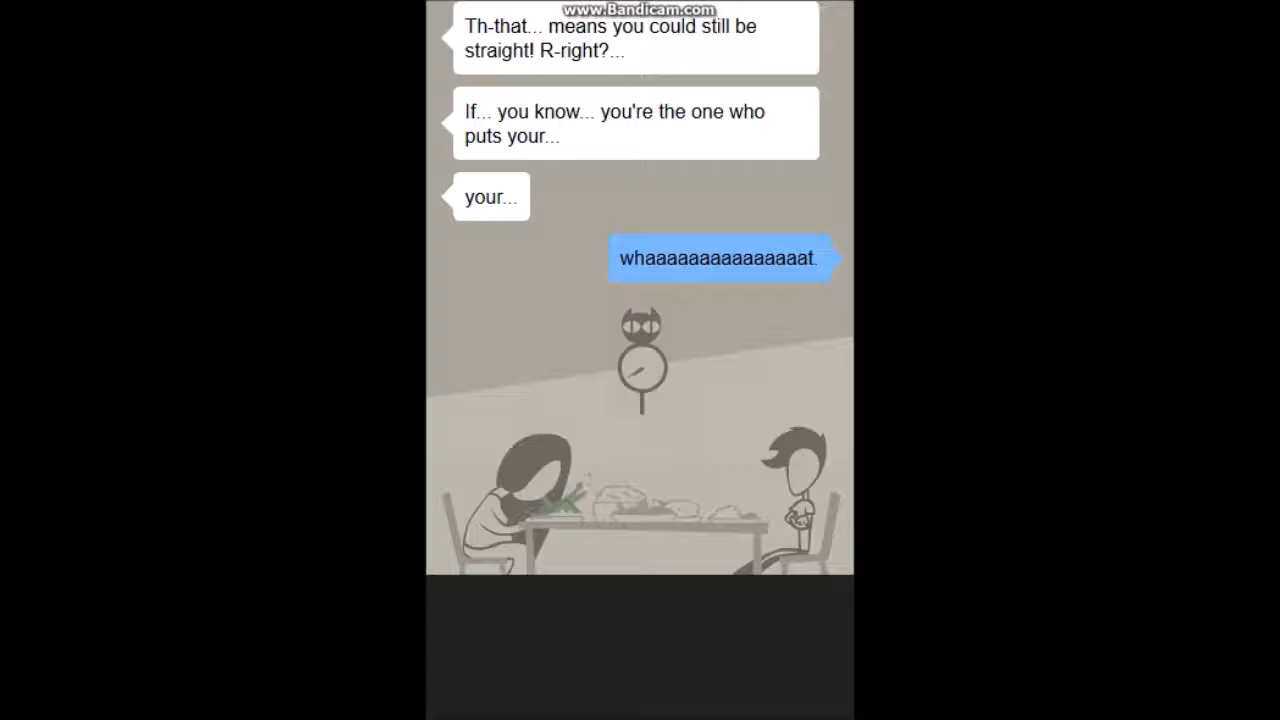 www.Bandicam.com
Th-that... means you could still be
straight! R-right?...
If... you know... you're the one who
puts your...
your...
whaaaaaaaaaaaaaaat.